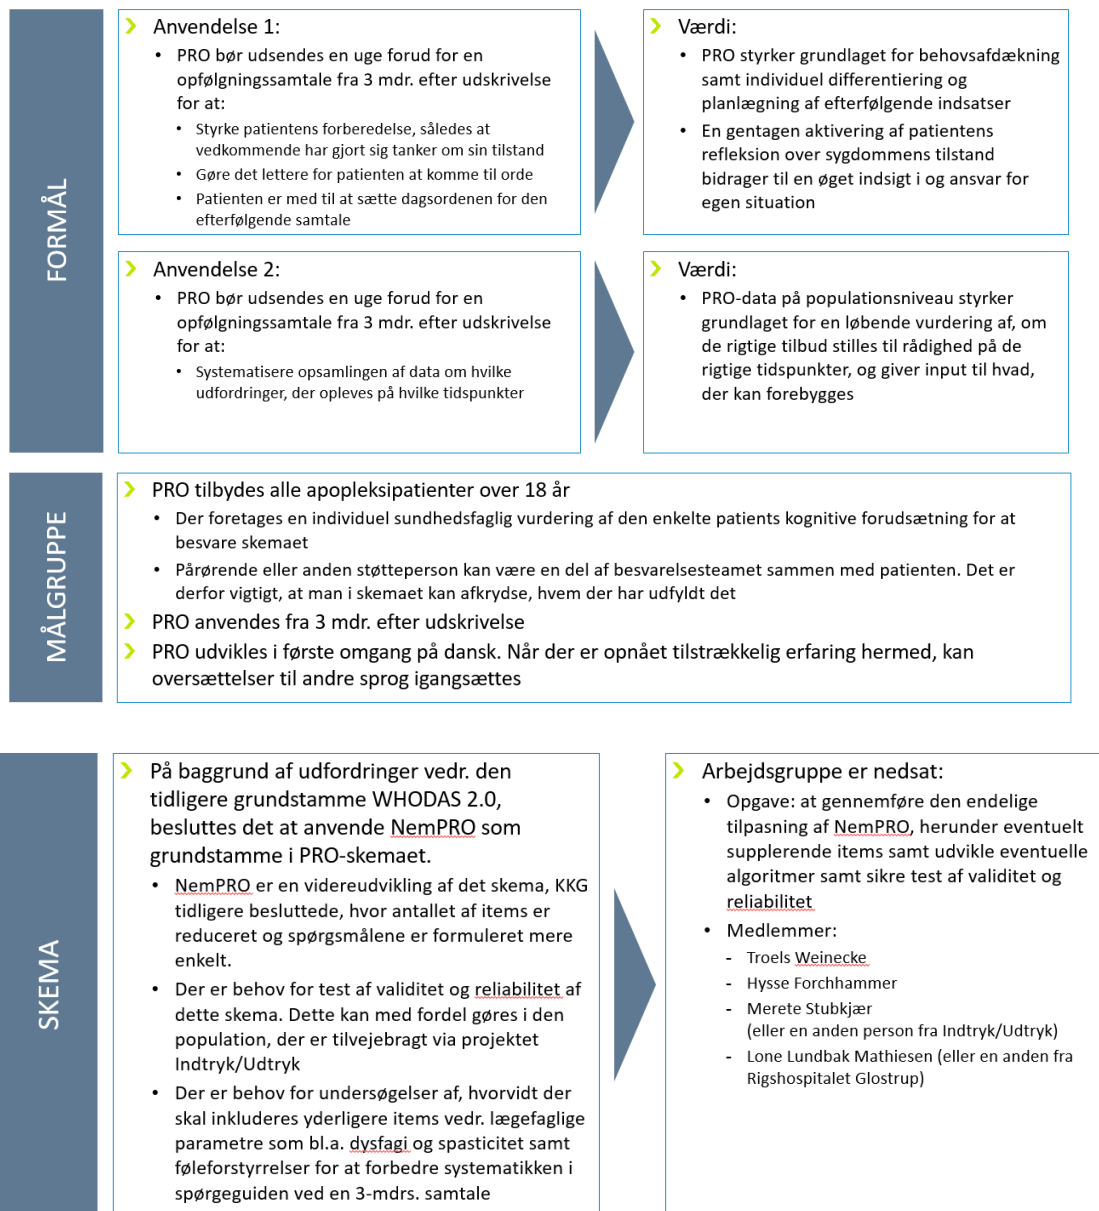 FORMÅL
Anvendelse 1:
• PRO bør udsendes en uge forud for en
opfølgningssamtale fra 3 mdr. efter udskrivelse
for at:
• Styrke patientens forberedelse, således at
vedkommende har gjort sig tanker om sin tilstand
• Gøre det lettere for patienten at komme til orde
• Patienten er med til at sætte dagsordenen for den
efterfølgende samtale
Værdi:
• PRO styrker grundlaget for behovsafdækning
samt individuel differentiering og
planlægning af efterfølgende indsatser
• En gentagen aktivering af patientens
refleksion over sygdommens tilstand
bidrager til en øget indsigt i og ansvar for
egen situation
Anvendelse 2:
• PRO bør udsendes en uge forud for en
opfølgningssamtale fra 3 mdr. efter udskrivelse
for at:
• Systematisere opsamlingen af data om hvilke
udfordringer, der opleves på hvilke tidspunkter
Værdi:
• PRO-data på populationsniveau styrker
grundlaget for en løbende vurdering af, om
de rigtige tilbud stilles til rådighed på de
rigtige tidspunkter, og giver input til hvad,
der kan forebygges
MÅLGRUPPE
PRO tilbydes alle apopleksipatienter over 18 år
• Der foretages en individuel sundhedsfaglig vurdering af den enkelte patients kognitive forudsætning for at
besvare skemaet
• Pårørende eller anden støtteperson kan være en del af besvarelsesteamet sammen med patienten. Det er
derfor vigtigt, at man i skemaet kan afkrydse, hvem der har udfyldt det
PRO anvendes fra 3 mdr. efter udskrivelse
PRO udvikles i første omgang på dansk. Når der er opnået tilstrækkelig erfaring hermed, kan
oversættelser til andre sprog igangsættes
SKEMA
På baggrund af udfordringer vedr. den
tidligere grundstamme WHODAS 2.0,
besluttes det at anvende NemPRO som
grundstamme i PRO-skemaet.
• NemPRO er en videreudvikling af det skema, KKG
tidligere besluttede, hvor antallet af items er
reduceret og spørgsmålene er formuleret mere
enkelt.
• Der er behov for test af validitet og reliabilitet af
dette skema. Dette kan med fordel gøres i den
population, der er tilvejebragt via projektet
Indtryk/Udtryk
• Der er behov for undersøgelser af, hvorvidt der
skal inkluderes yderligere items vedr. lægefaglige
parametre som bl.a. dysfagi og spasticitet samt
føleforstyrrelser for at forbedre systematikken i
spørgeguiden ved en 3-mdrs. samtale
Arbejdsgruppe er nedsat:
• Opgave: at gennemføre den endelige
tilpasning af NemPRO, herunder eventuelt
supplerende items samt udvikle eventuelle
algoritmer samt sikre test af validitet og
reliabilitet
• Medlemmer:
- Troels Weinecke
- Hysse Forchhammer
- Merete Stubkjær
(eller en anden person fra Indtryk/Udtryk)
- Lone Lundbak Mathiesen (eller en anden fra
Rigshospitalet Glostrup)